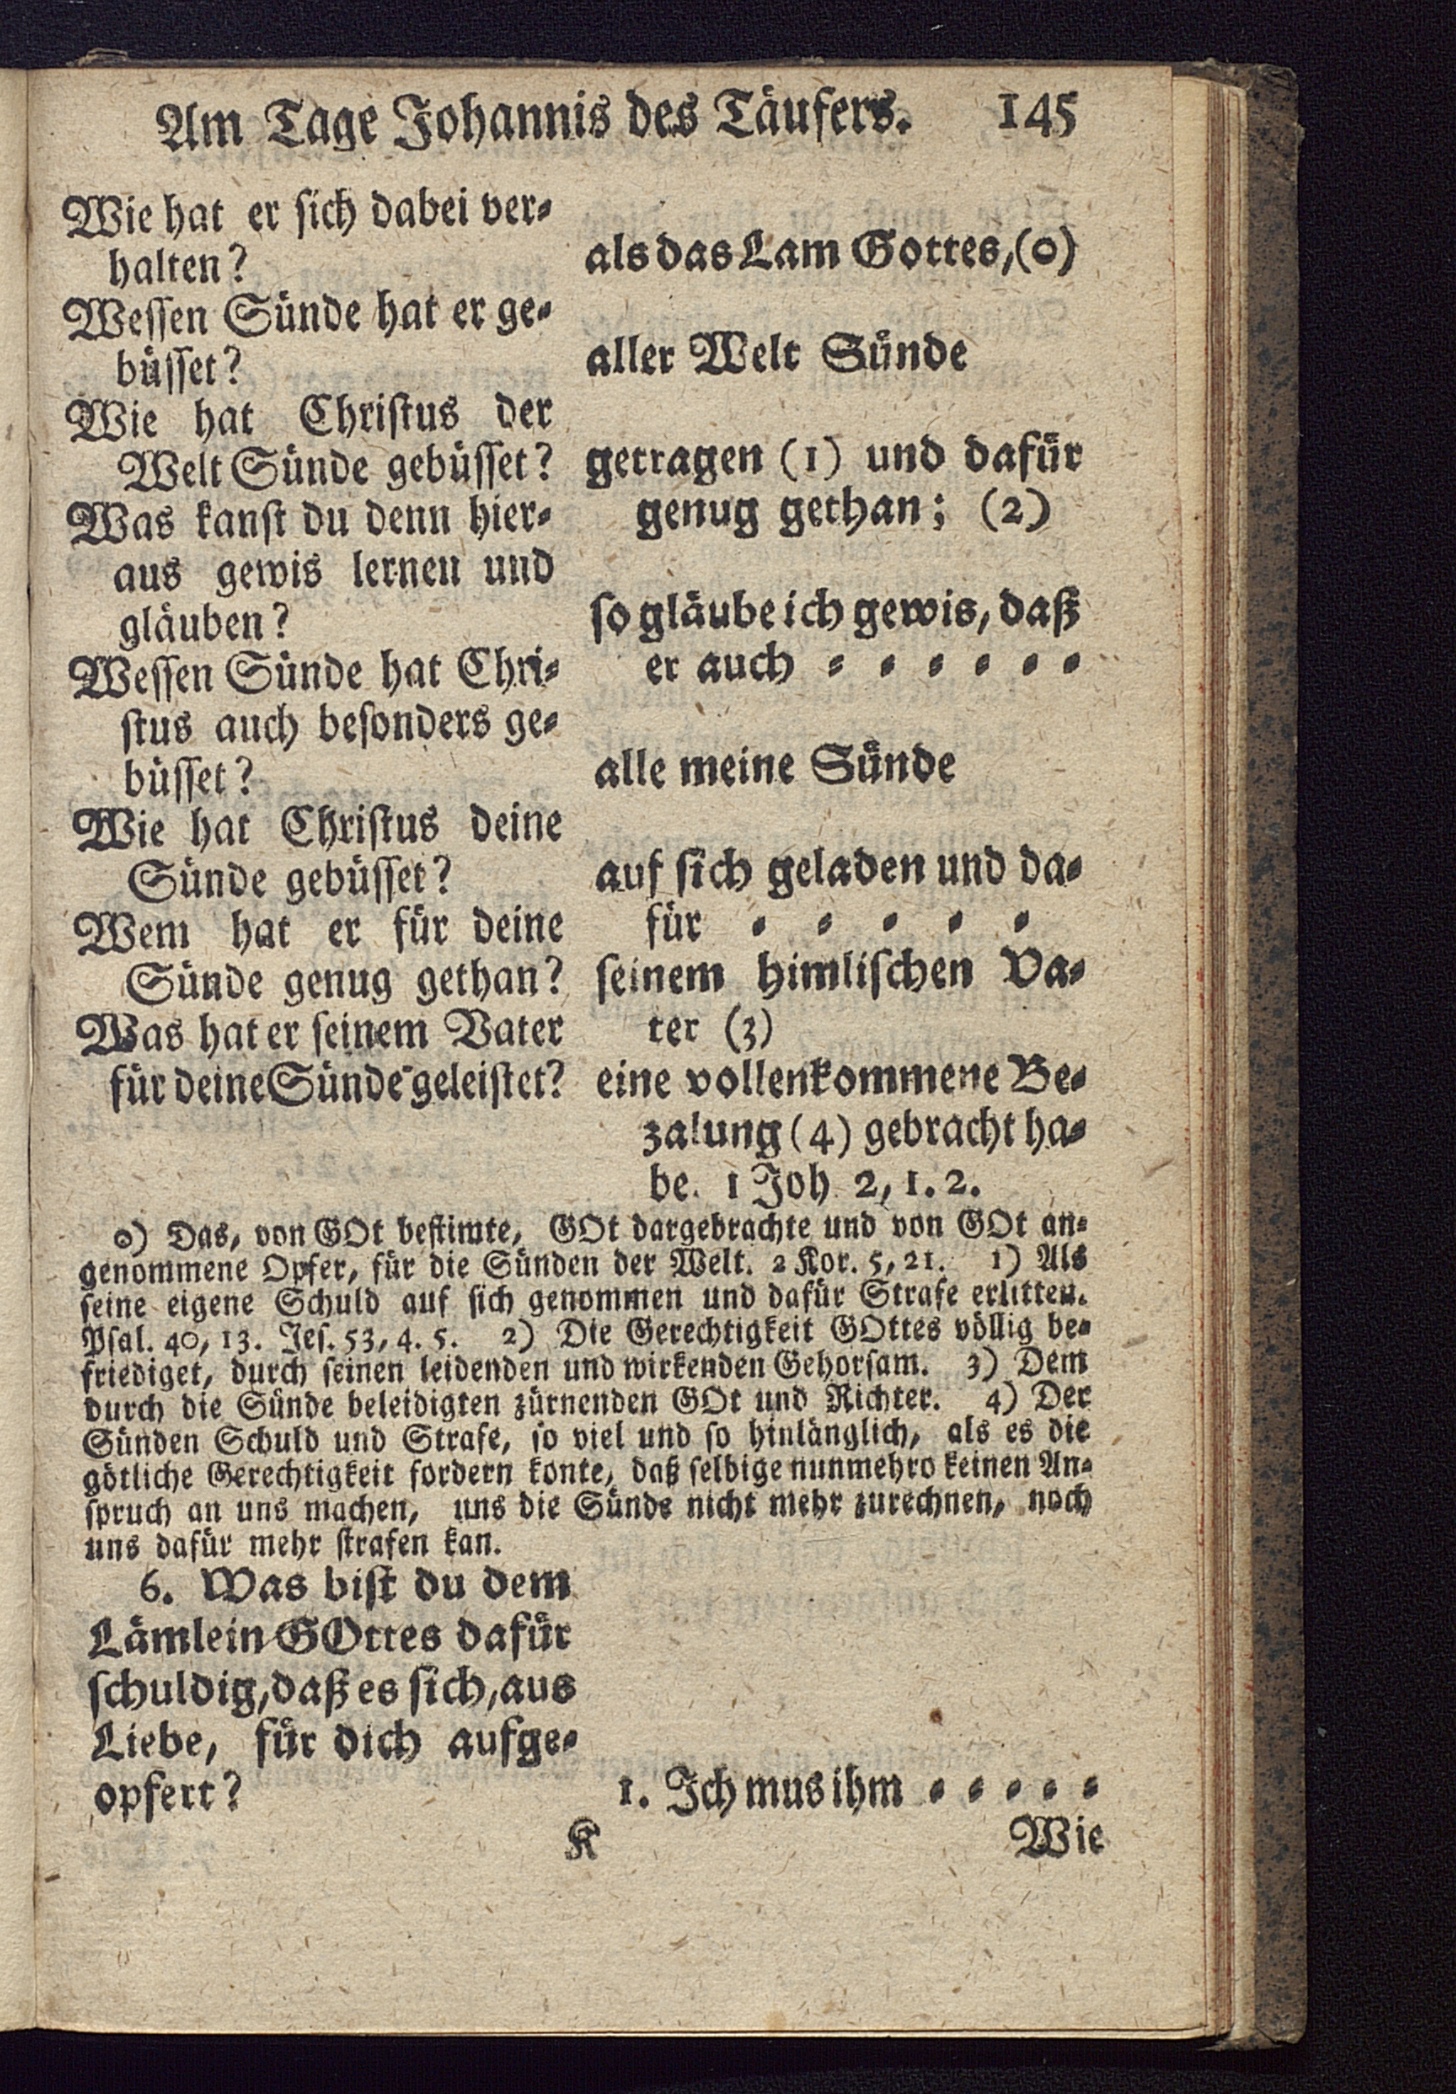 Am Tage Johannis des Täufers. 145
Wie hat er sich dabei ver-
halten?
als das Lam Gottes, (0)
Wessen Sünde hat er ge-
büsset?
aller Welt Sünde
Wie hat Christus der
Welt Sünde gebüsset?
getragen (1) und dafür
genug gethan; (2)
Was kanst du denn hier-
aus gewis lernen und
gläuben?
so gläube ich gewis, daß
er auch - - - - - -
Wessen Sünde hat Chri-
stus auch besonders ge-
büsset?
alle meine Sünde
Wie hat Christus deine
Sünde gebüsset?
auf sich geladen und da-
für - - - - -
Wem hat er für deine
Sünde genug gethan?
seinem himlischen Va-
ter (3)
Was hat er seinem Vater
für deine Sünde geleistet?
eine vollenkommene Be-
zalung (4) gebracht ha-
be. 1 Joh 2, 1. 2.
0) Das, von GOt bestimte, GOt dargebrachte und von GOt an-
genommene Opfer, für die Sünden der Welt. 2 Kor. 5, 21. 1) Als
seine eigene Schuld auf sich genommen und dafür Strafe erlitten.
Psal. 40, 13. Jes. 53, 4. 5. 2) Die Gerechtigkeit GOttes völlig be-
friediget, durch seinen leidenden und wirkenden Gehorsam. 3) Dem
durch die Sünde beleidigten zürnenden GOt und Richter. 4) Der
Sünden Schuld und Strafe, so viel und so hinlänglich, als es die
götliche Gerechtigkeit fordern konte, daß selbige nunmehro keinen An-
spruch an uns machen, uns die Sünde nicht mehr zurechnen, noch
uns dafür mehr strafen kan.
6. Was bist du dem
Lämlein GOttes dafür
schuldig, daß es sich, aus
Liebe, für dich aufge-
opfert?
1. Ich mus ihm - - - - -
K Wie